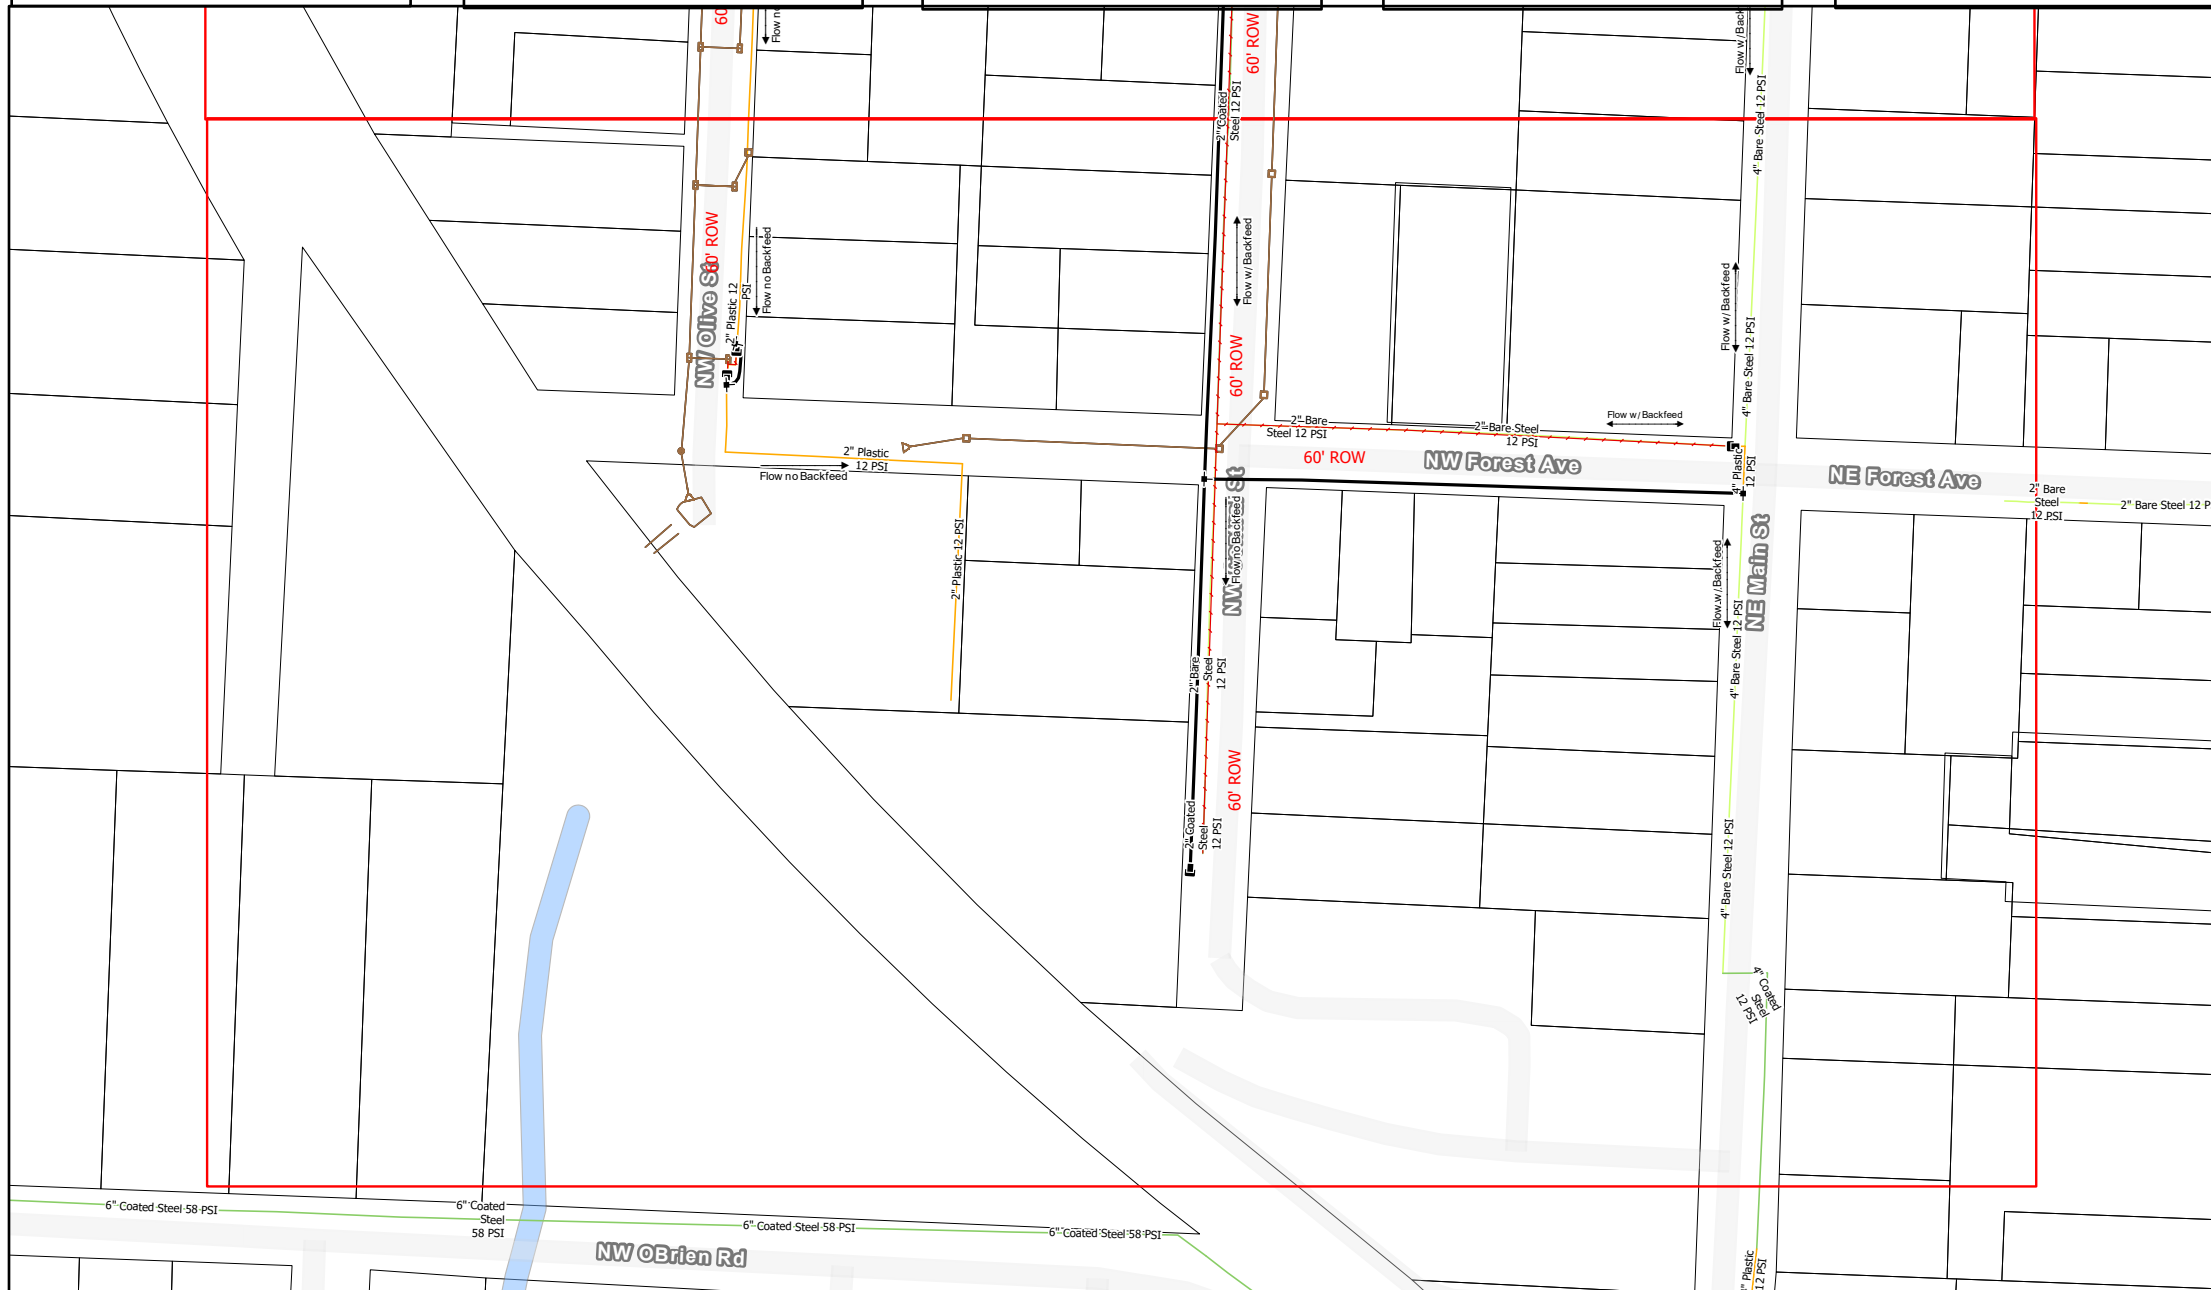 60
Flow no
60' ROW
Flow w/Back
2" Coated
Steel 12 PSI
4" Bare Steel 12 PSI
60' ROW
NW Olive St
2" Plastic 12
PSI
Flow no Backfeed
Flow w/ Backfeed
60' ROW
Flow w/ Backfeed
4" Bare Steel 12 PSI
2" Bare
Steel 12 PSI
2" Bare Steel
12 PSI
Flow w/ Backfeed
60' ROW
NW Forest Ave
NE Forest Ave
4" Plastic
12 PSI
2" Plastic
12 PSI
Flow no Backfeed
2" Bare
Steel
12 PSI
2" Bare Steel 12 P
2" Plastic 12 PSI
NW
St
Flow no Backfeed
Flow w/ Backfeed
NE Main St
4" Bare Steel 12 PSI
2" Bare
Steel
12 PSI
60' ROW
2" Coated
Steel
12 PSI
4" Bare Steel 12 PSI
4" Coated
Steel
12 PSI
6" Coated Steel 58 PSI
6" Coated
Steel
58 PSI
6" Coated Steel 58 PSI
6" Coated Steel 58 PSI
NW OBrien Rd
" Plastic
12 PSI